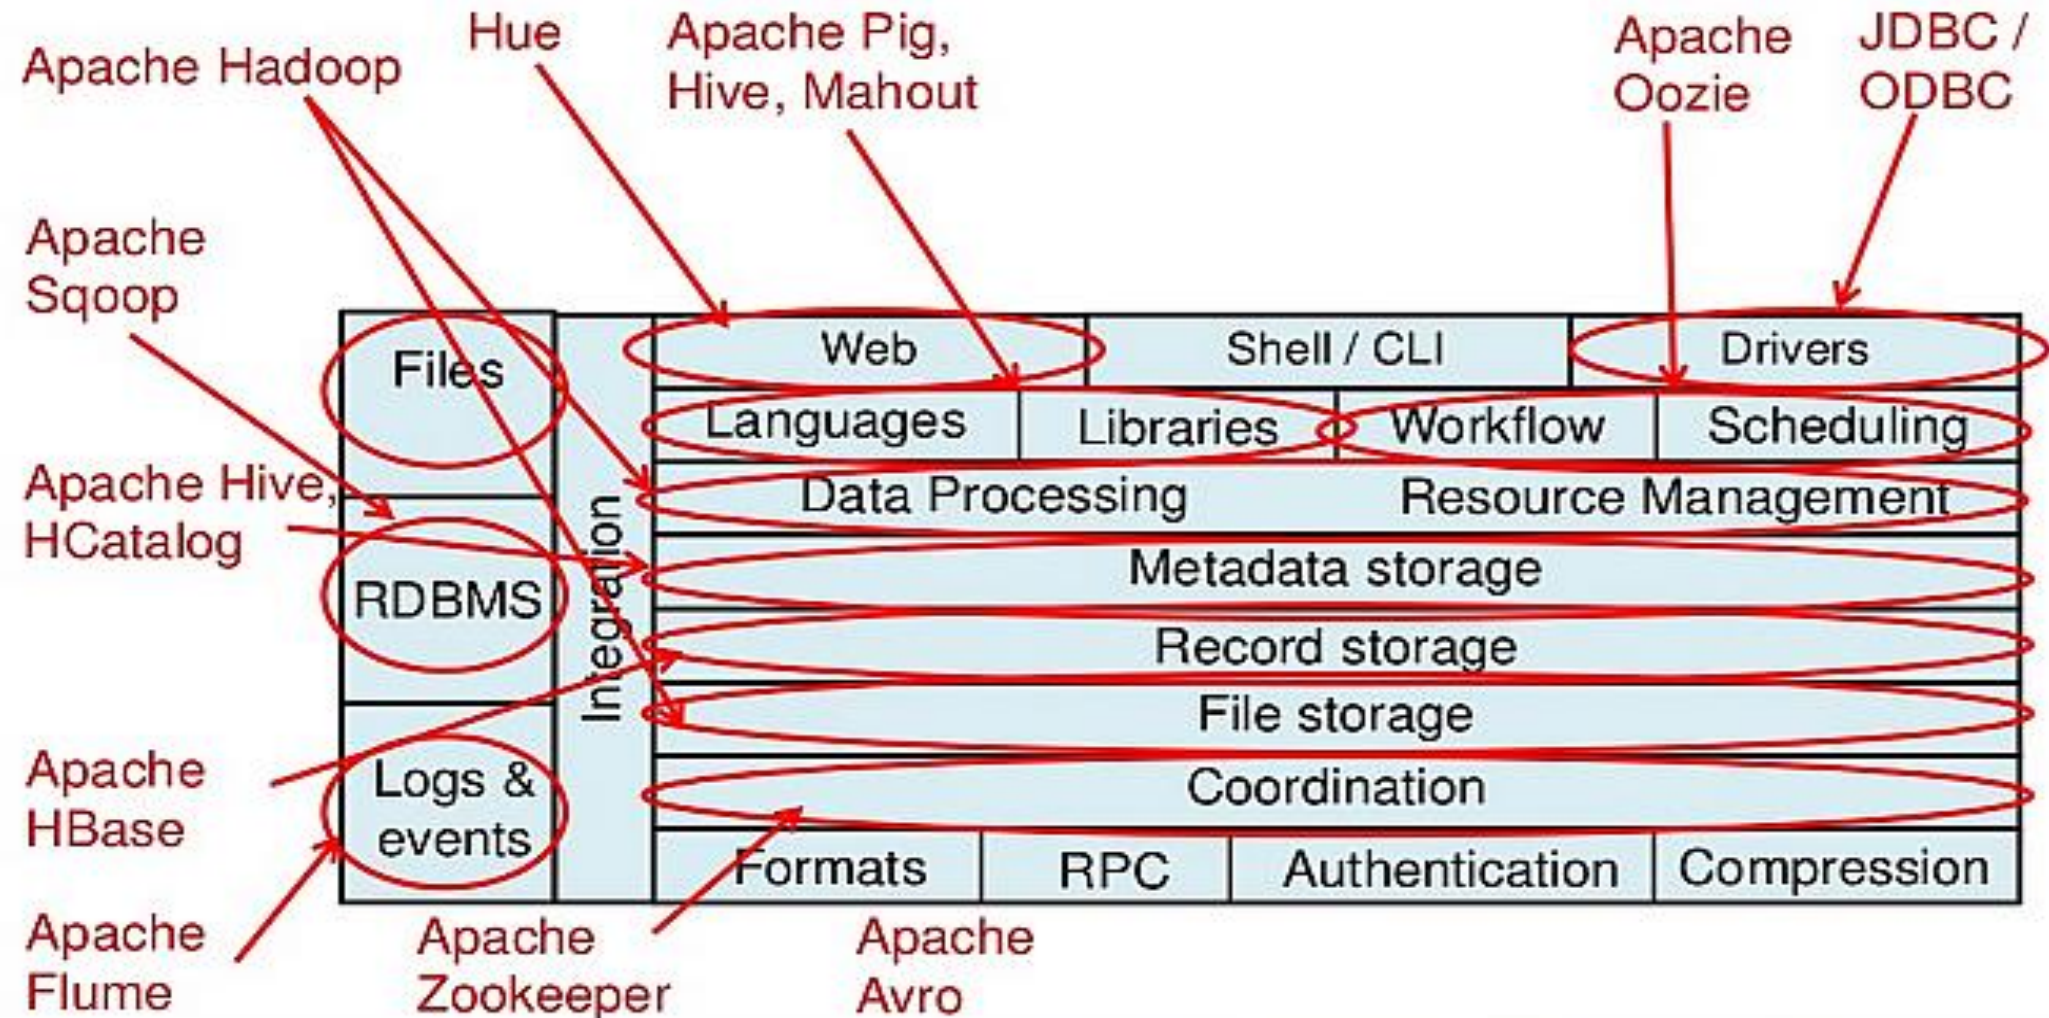 Apache Hadoop
Hue
Apache Pig,
Hive, Mahout
Apache
Oozie
JDBC /
ODBC
Apache
Sqoop
Apache Hive,
HCatalog
Apache
HBase
Apache
Flume
Files
RDBMS
Logs &
events
Integration
Web
Shell / CLI
Drivers
Languages
Libraries
Workflow
Scheduling
Data Processing
Resource Management
Metadata storage
Record storage
File storage
Coordination
Formats
RPC
Authentication
Compression
Apache
Zookeeper
Apache
Avro